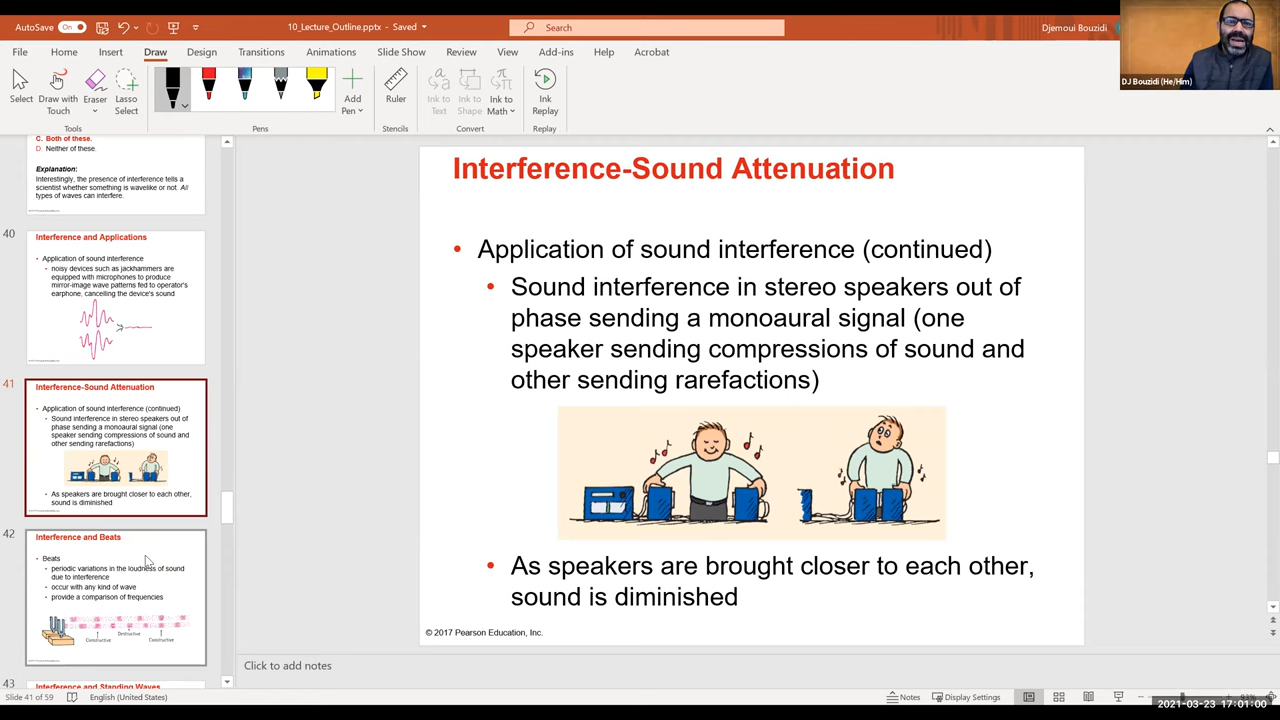 AutoSave On 10_Lecture_Outline.pptx - Saved Search Djemoui Bouzidi
File Home Insert Draw Design Transitions Animations Slide Show Review View Add-ins Help Acrobat
DJ Bouzidi (He/Him)
Select Draw with Touch Eraser Lasso Select Add Pen Ruler Ink to Text Ink to Shape Ink to Math Ink Replay
Tools Pens Stencils Convert Replay
C. Both of these.
D. Neither of these.
Explanation:
Interestingly, the presence of interference tells a
scientist whether something is wavelike or not. All
types of waves can interfere.
40
Interference and Applications
• Application of sound interference
• noisy devices such as jackhammers are
equipped with microphones to produce
mirror-image wave patterns fed to operator's
earphone, cancelling the device's sound
41
Interference-Sound Attenuation
• Application of sound interference (continued)
• Sound interference in stereo speakers out of
phase sending a monoaural signal (one
speaker sending compressions of sound and
other sending rarefactions)
• As speakers are brought closer to each other,
sound is diminished
42
Interference and Beats
• Beats
• periodic variations in the loudness of sound
due to interference
• occur with any kind of wave
• provide a comparison of frequencies
Constructive Destructive Constructive
43
Interference and Standing Waves
Interference-Sound Attenuation
• Application of sound interference (continued)
• Sound interference in stereo speakers out of
phase sending a monoaural signal (one
speaker sending compressions of sound and
other sending rarefactions)
• As speakers are brought closer to each other,
sound is diminished
© 2017 Pearson Education, Inc.
Click to add notes
Slide 41 of 59 English (United States) Notes Display Settings
2021-03-23 17:01:00